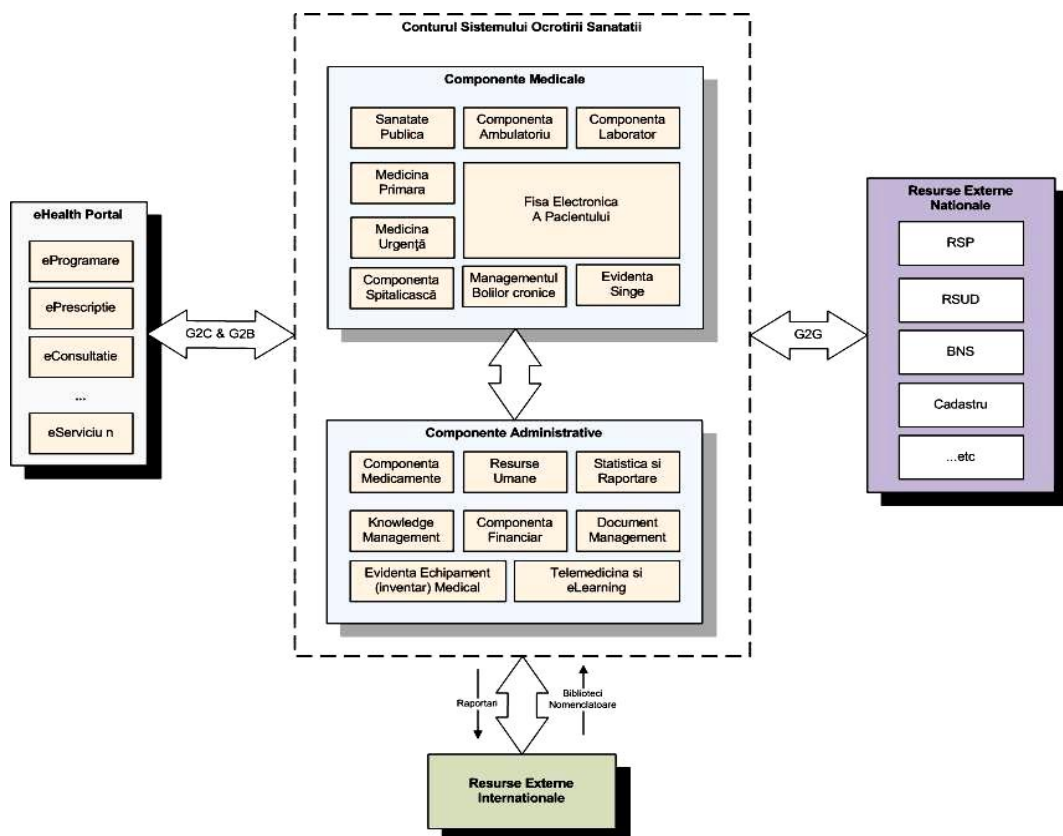 Conturul Sistemului Ocrotirii Sanatatii
Componente Medicale
Sanatate
Publica
Componenta
Ambulatoriu
Componenta
Laborator
Medicina
Primara
Fisa Electronica
A Pacientului
Medicina
Urgenţă
Componenta
Spitalicască
Managementul
Bolilor cronice
Evidenta
Singe
eHealth Portal
eProgramare
ePrescriptie
eConsultatie
...
eServiciu n
G2C & G2B
G2G
Resurse Externe
Nationale
RSP
RSUD
BNS
Cadastru
...etc
Componente Administrative
Componenta
Medicamente
Resurse
Umane
Statistica si
Raportare
Knowledge
Management
Componenta
Financiar
Document
Management
Evidenta Echipament
(inventar) Medical
Telemedicina si
eLearning
Raportari
Biblioteci
Nomenclatoare
Resurse Externe
Internationale